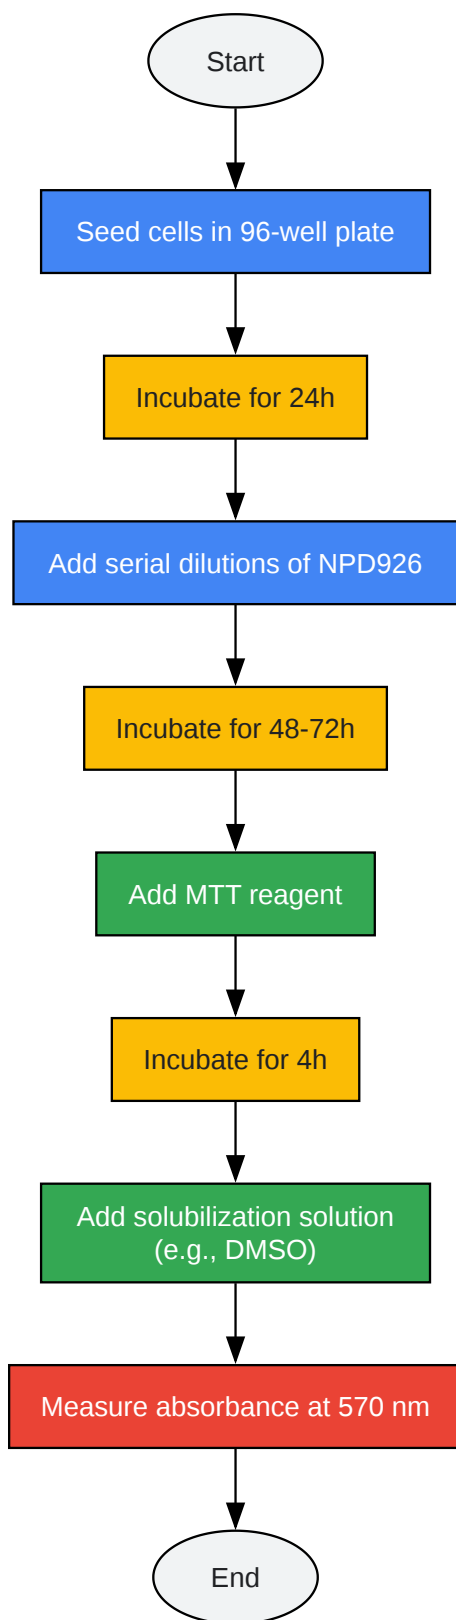 Start
Seed cells in 96-well plate
Incubate for 24h
Add serial dilutions of NPD926
Incubate for 48-72h
Add MTT reagent
Incubate for 4h
Add solubilization solution
(e.g., DMSO)
Measure absorbance at 570 nm
End